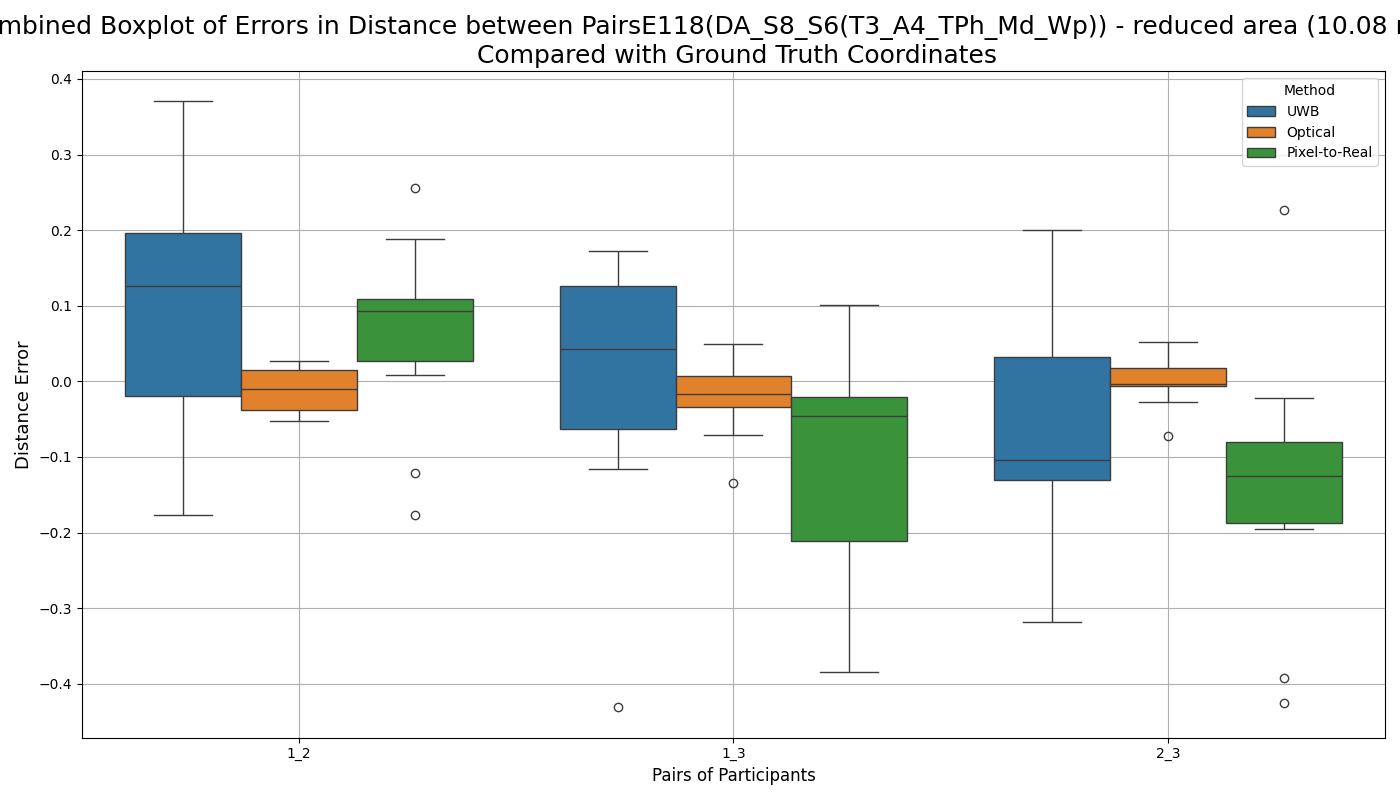 mbined Boxplot of Errors in Distance between PairsE118(DA_S8_S6(T3_A4_TPh_Md_Wp)) - reduced area (10.08
Compared with Ground Truth Coordinates
Method
UWB
Optical
Pixel-to-Real
Distance Error
0.4
0.3
0.2
0.1
0.0
−0.1
−0.2
−0.3
−0.4
1_2
1_3
2_3
Pairs of Participants